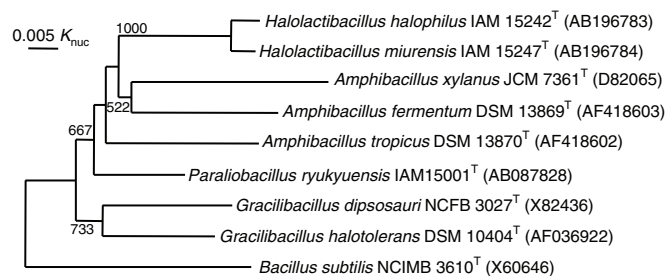 Halolactibacillus halophilus IAM 15242T (AB196783)
1000
0.005 Knuc
Halolactibacillus miurensis IAM 15247T (AB196784)
Amphibacillus xylanus JCM 7361T (D82065)
522
Amphibacillus fermentum DSM 13869T (AF418603)
667
Amphibacillus tropicus DSM 13870T (AF418602)
Paraliobacillus ryukyuensis IAM15001T (AB087828)
Gracilibacillus dipsosauri NCFB 3027T (X82436)
733
Gracilibacillus halotolerans DSM 10404T (AF036922)
Bacillus subtilis NCIMB 3610T (X60646)